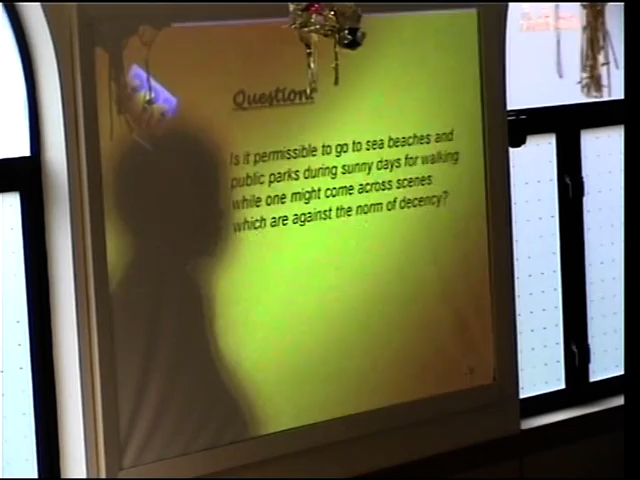 Question:
Is it permissible to go to sea beaches and
public parks during sunny days for walking
while one might come across scenes
which are against the norm of decency?